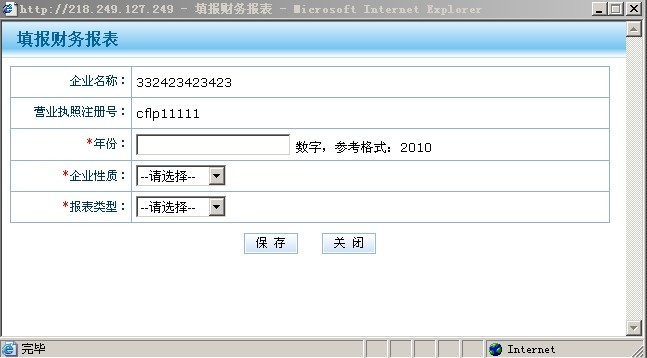 http://218.249.127.249 - 填报财务报表 - Microsoft Internet Explorer
填报财务报表
企业名称： 332423423423
营业执照注册号： cflp11111
*年份： 数字，参考格式：2010
*企业性质： --请选择--
*报表类型： --请选择--
保 存 关 闭
完毕 Internet